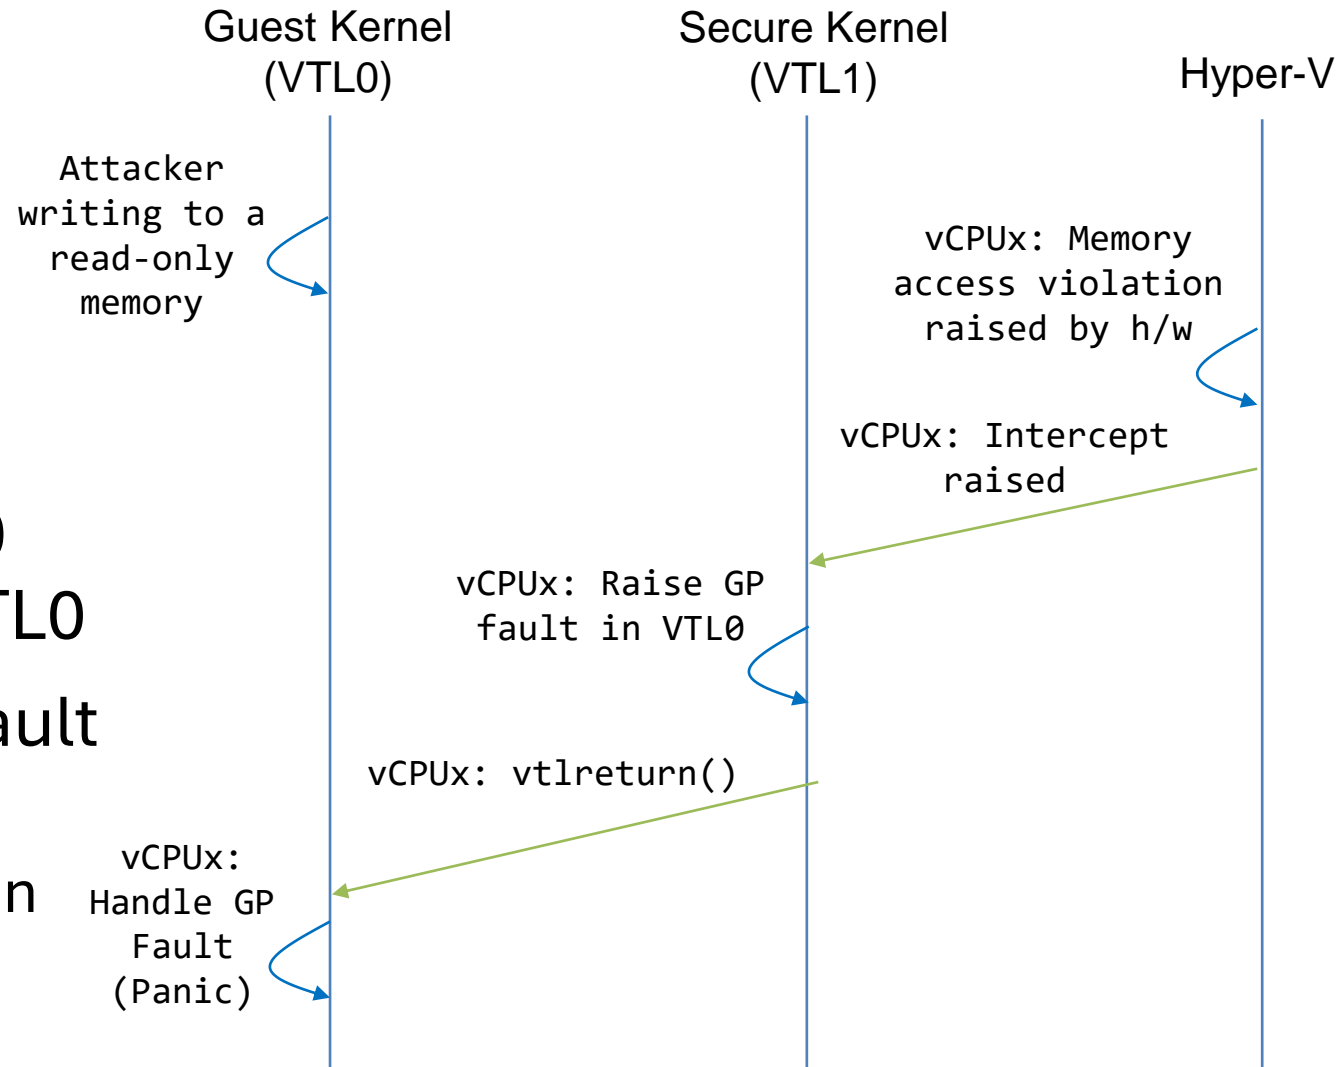 Guest Kernel
(VTL0)
Secure Kernel
(VTL1)
Hyper-V
Attacker
writing to a
read-only
memory
vCPUx: Memory
access violation
raised by h/w
vCPUx: Intercept
raised
vCPUx: Raise GP
fault in VTL0
vCPUx: vtlreturn()
vCPUx:
Handle GP
Fault
(Panic)